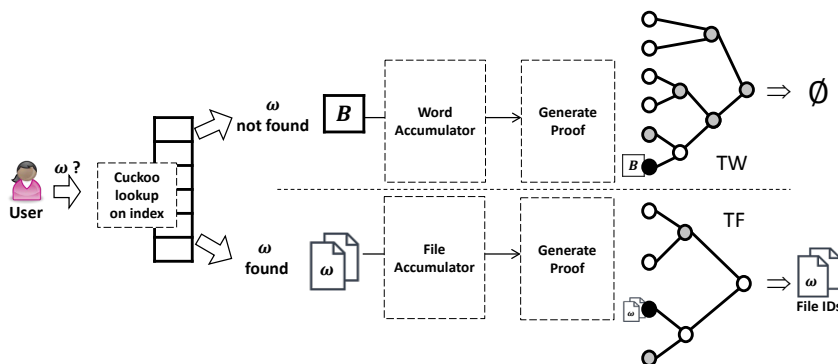 ω ?
User
Cuckoo
lookup
on index
ω
not found
B
Word
Accumulator
Generate
Proof
B
TW
⇒ ∅
ω
found
ω
File
Accumulator
Generate
Proof
ω
TF
⇒
ω
File IDs